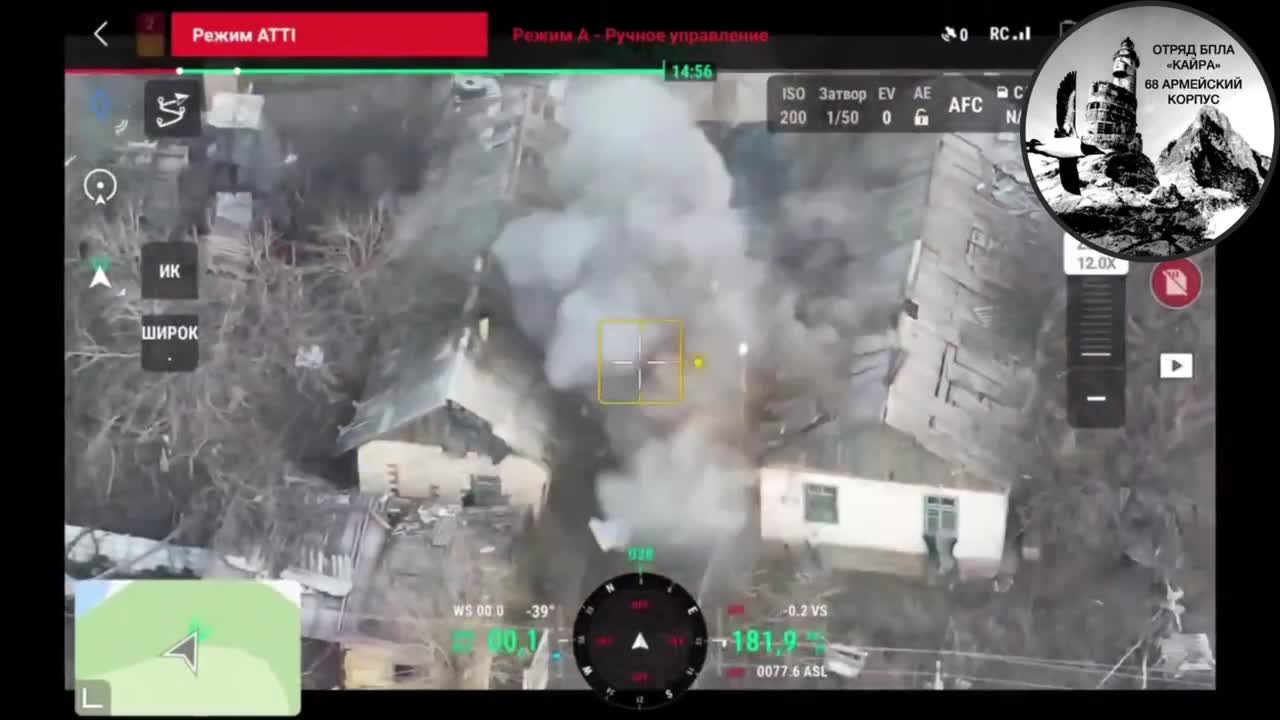 Режим ATTI
Режим A - Ручное управление
0
RC
14:56
ISO
200
Затвор
1/50
EV
0
AE
AFC
ОТРЯД БПЛА
«КАЙРА»
68 АРМЕЙСКИЙ
КОРПУС
ИК
ШИРОК
.
12.0X
WS 00.0
-39°
00,1
N
E
S
W
-0.2 VS
181,9
0077.6 ASL